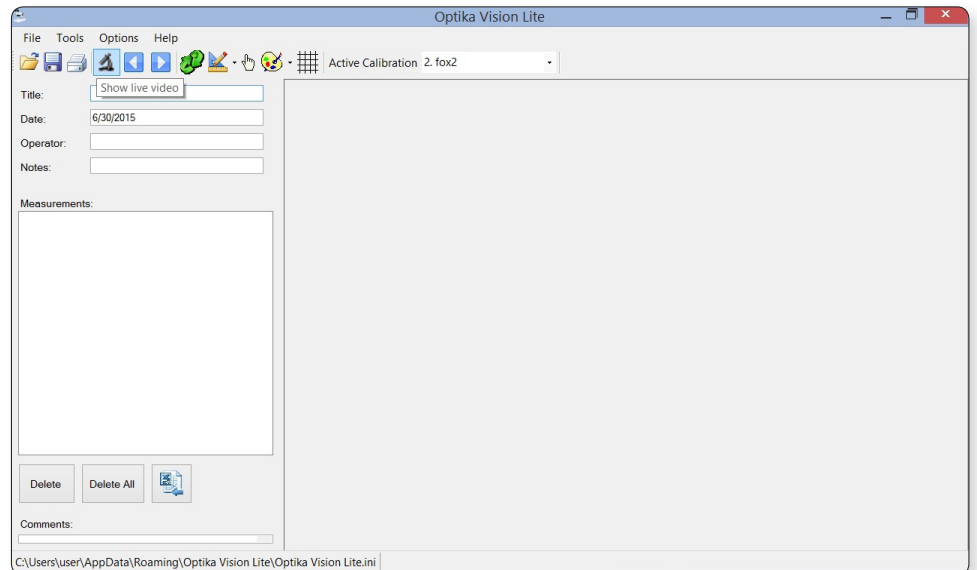 Optika Vision Lite
File Tools Options Help
Active Calibration 2. fox2
Show live video
Title:
Date: 6/30/2015
Operator:
Notes:
Measurements:
Delete Delete All
Comments:
C:\Users\user\AppData\Roaming\Optika Vision Lite\Optika Vision Lite.ini